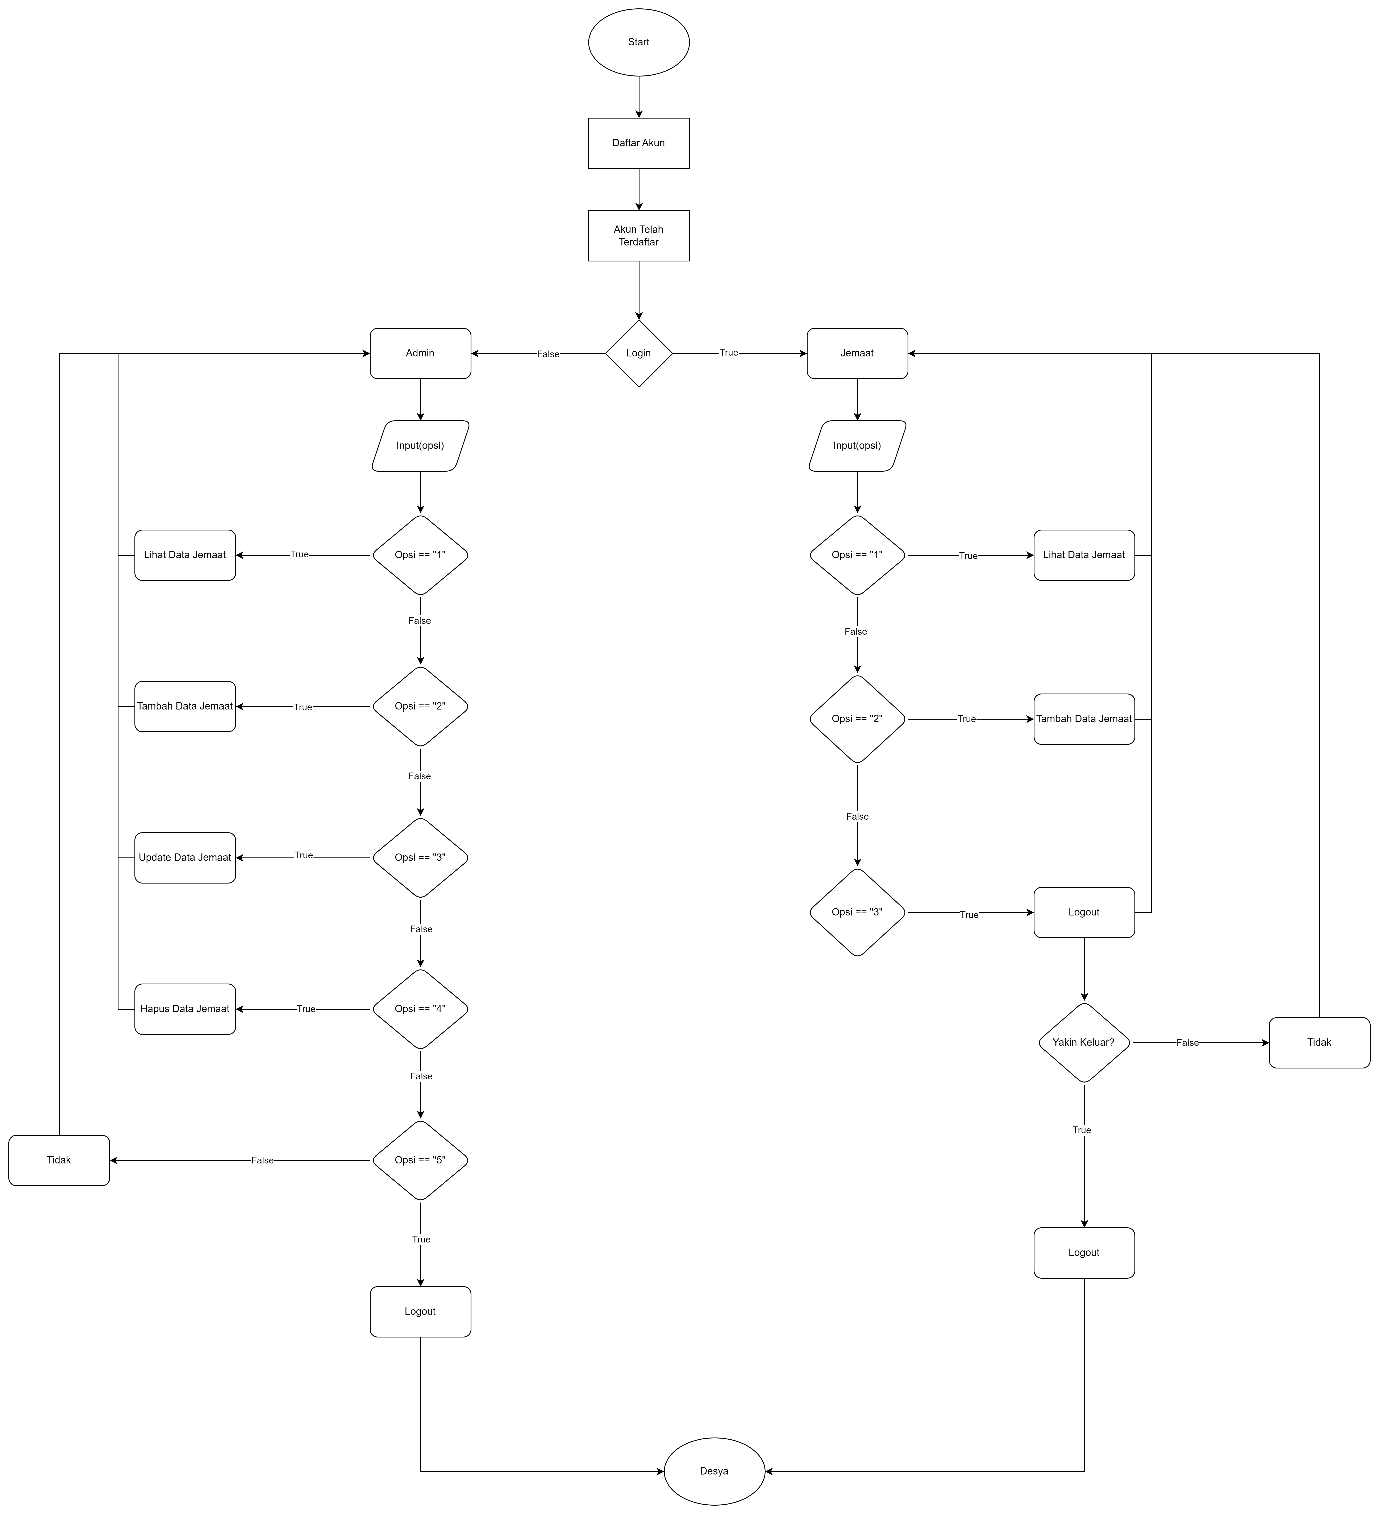 Start
Daftar Akun
Akun Telah
Terdaftar
Admin
False
Login
True
Jemaat
Input(opsi)
Input(opsi)
Lihat Data Jemaat
True
Opsi == "1"
Opsi == "1"
True
Lihat Data Jemaat
False
False
Tambah Data Jemaat
True
Opsi == "2"
Opsi == "2"
True
Tambah Data Jemaat
False
False
Update Data Jemaat
True
Opsi == "3"
Opsi == "3"
True
Logout
False
Hapus Data Jemaat
True
Opsi == "4"
Yakin Keluar?
False
Tidak
False
True
Tidak
False
Opsi == "5"
True
Logout
Logout
Desya